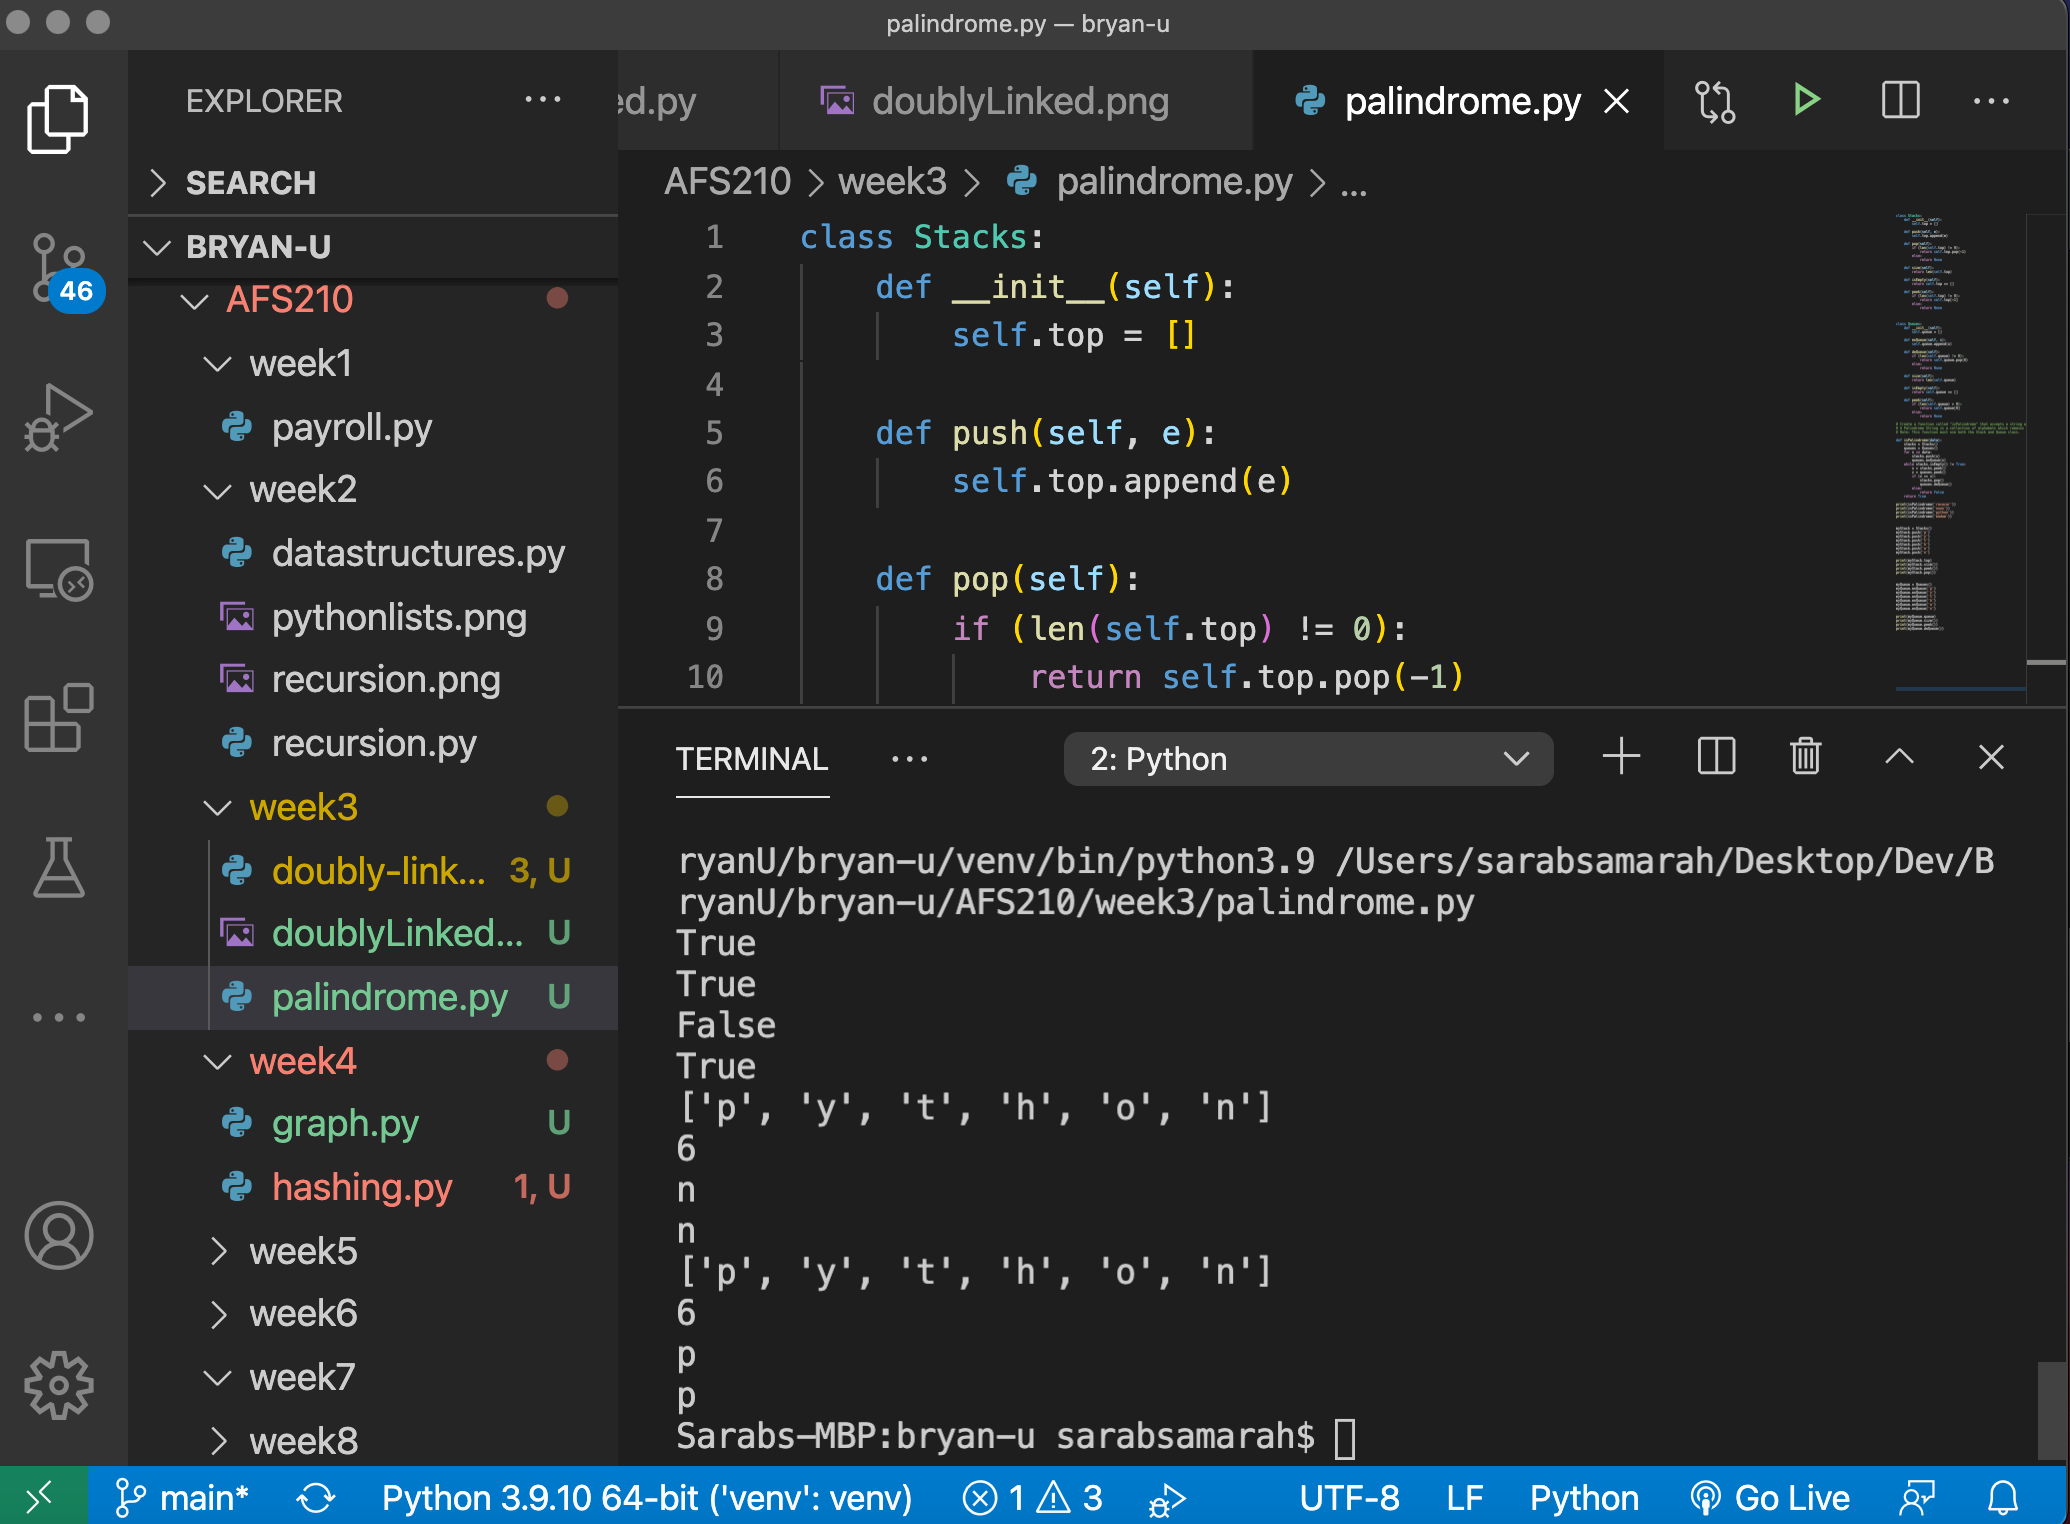 palindrome.py — bryan-u
EXPLORER
SEARCH
BRYAN-U
AFS210
week1
payroll.py
week2
datastructures.py
pythonlists.png
recursion.png
recursion.py
week3
doubly-link... 3, U
doublyLinked... U
palindrome.py U
week4
graph.py U
hashing.py 1, U
week5
week6
week7
week8
46
ed.py
doublyLinked.png
palindrome.py
AFS210 > week3 > palindrome.py > ...
1 class Stacks:
2 def __init__(self):
3 self.top = []
4
5 def push(self, e):
6 self.top.append(e)
7
8 def pop(self):
9 if (len(self.top) != 0):
10 return self.top.pop(-1)
TERMINAL
2: Python
ryanU/bryan-u/venv/bin/python3.9 /Users/sarabsamarah/Desktop/Dev/B
ryanU/bryan-u/AFS210/week3/palindrome.py
True
True
False
True
['p', 'y', 't', 'h', 'o', 'n']
6
n
n
['p', 'y', 't', 'h', 'o', 'n']
6
p
p
Sarabs-MBP:bryan-u sarabsamarah$
main* Python 3.9.10 64-bit ('venv': venv) 1 3 UTF-8 LF Python Go Live